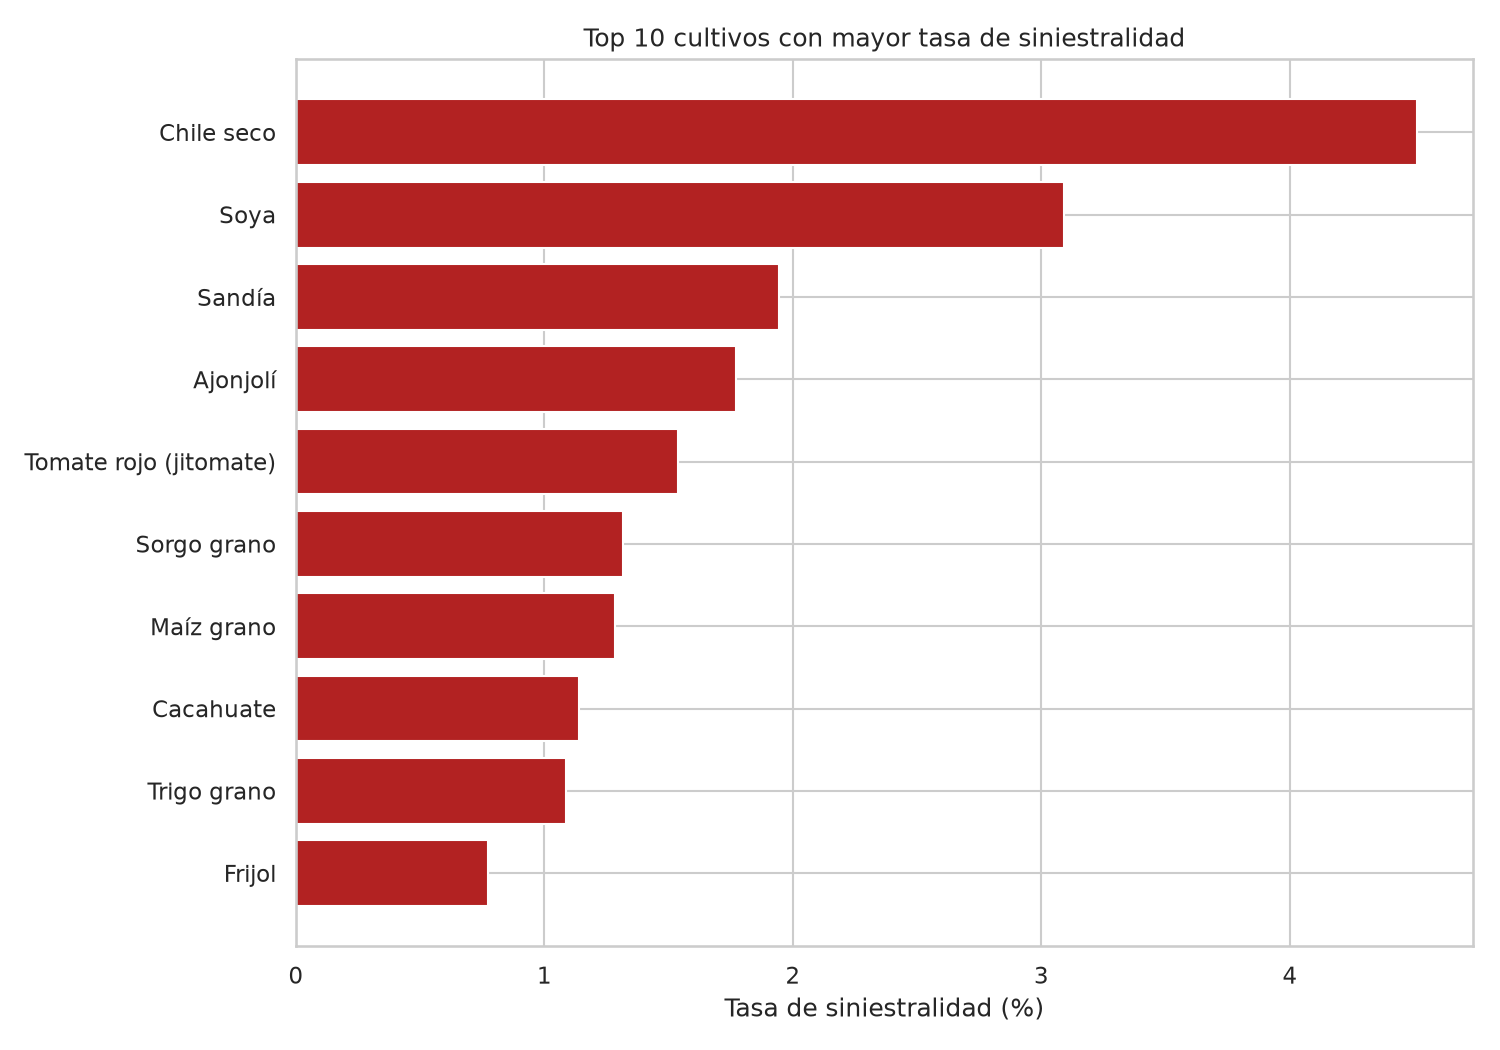 Top 10 cultivos con mayor tasa de siniestralidad
Chile seco
Soya
Sandía
Ajonjolí
Tomate rojo (jitomate)
Sorgo grano
Maíz grano
Cacahuate
Trigo grano
Frijol
0 1 2 3 4
Tasa de siniestralidad (%)